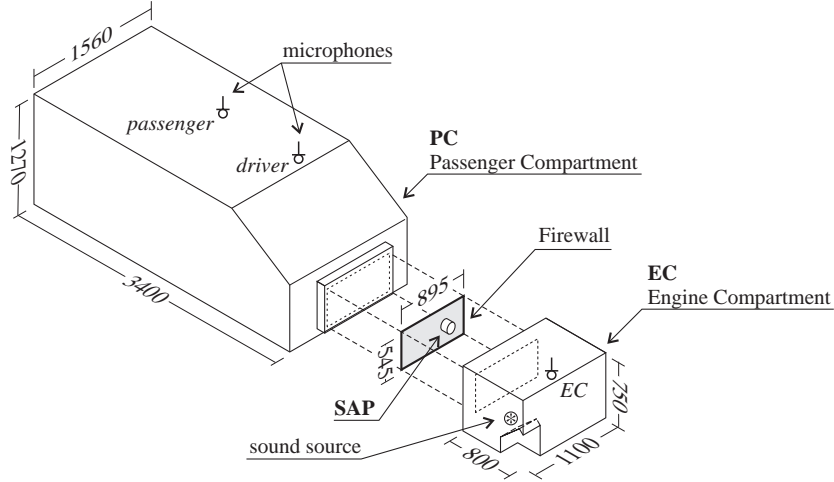 1560
microphones
passenger
driver
PC
Passenger Compartment
1270
3400
Firewall
895
EC
Engine Compartment
545
SAP
EC
750
sound source
800
1100